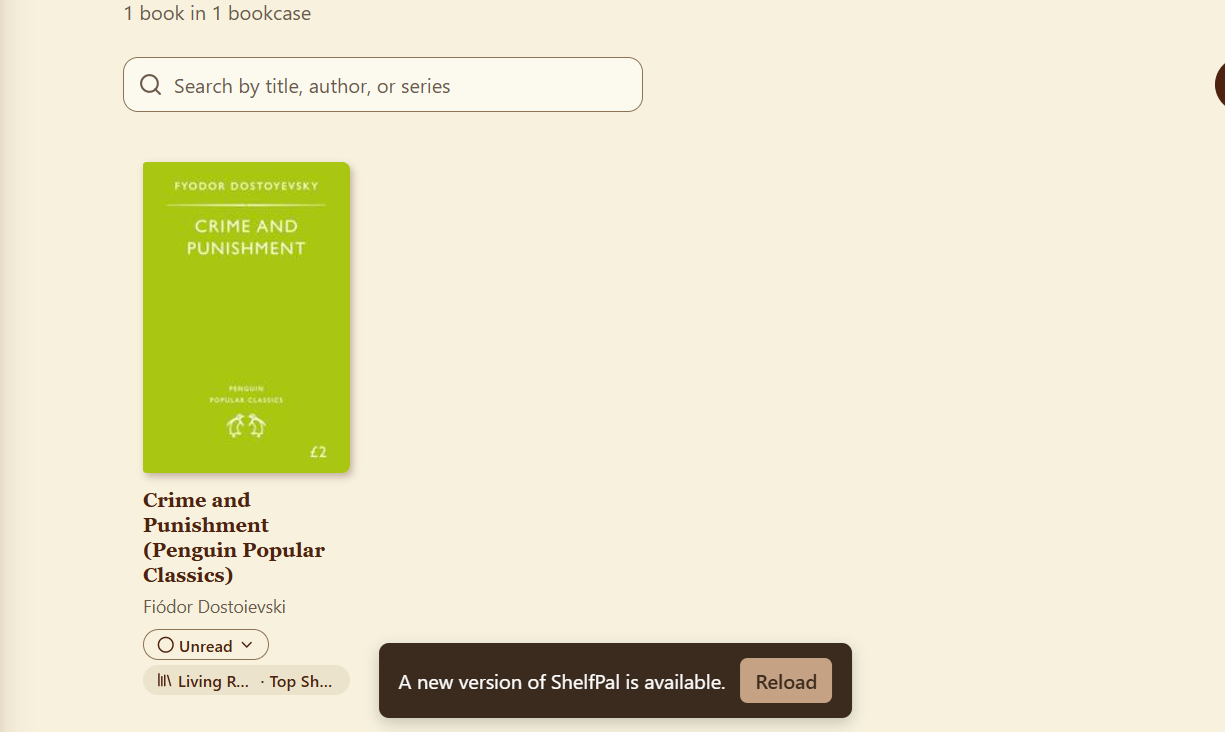 1 book in 1 bookcase
Search by title, author, or series
FYODOR DOSTOYEVSKY
CRIME AND
PUNISHMENT
PENGUIN
POPULAR CLASSICS
£2
Crime and
Punishment
(Penguin Popular
Classics)
Fiódor Dostoievski
Unread
Living R... · Top Sh...
A new version of ShelfPal is available. Reload